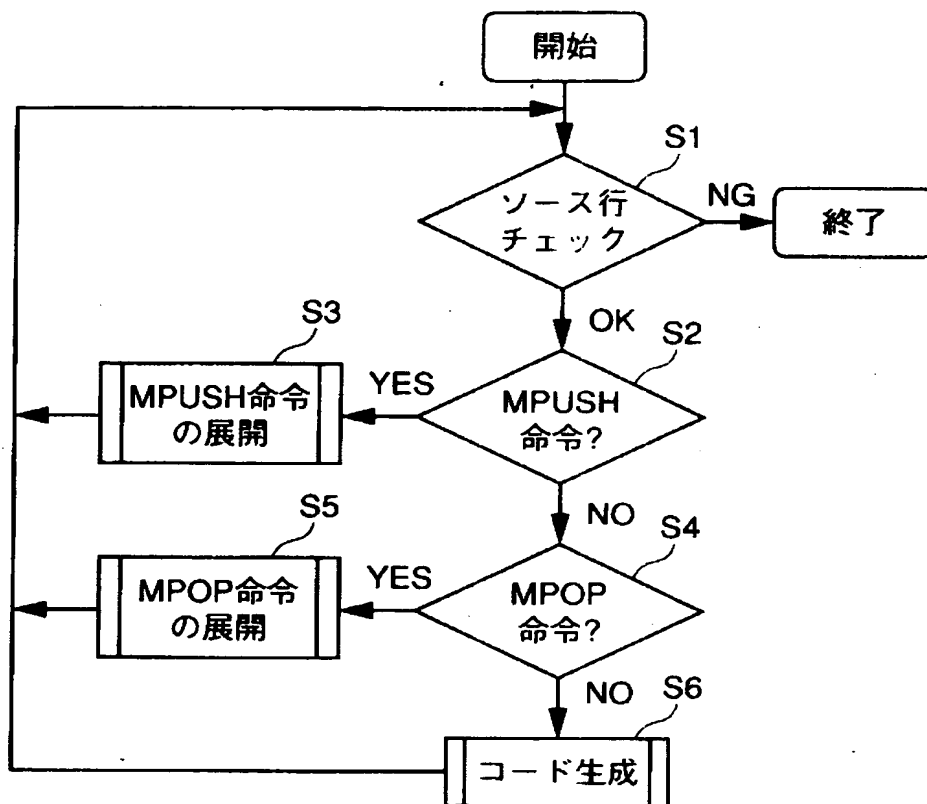 開始
S1
ソース行
チェック
NG
終了
OK
S3
S2
MPUSH命令
の展開
YES
MPUSH
命令?
NO
S5
S4
MPOP命令
の展開
YES
MPOP
命令?
NO
S6
コード生成